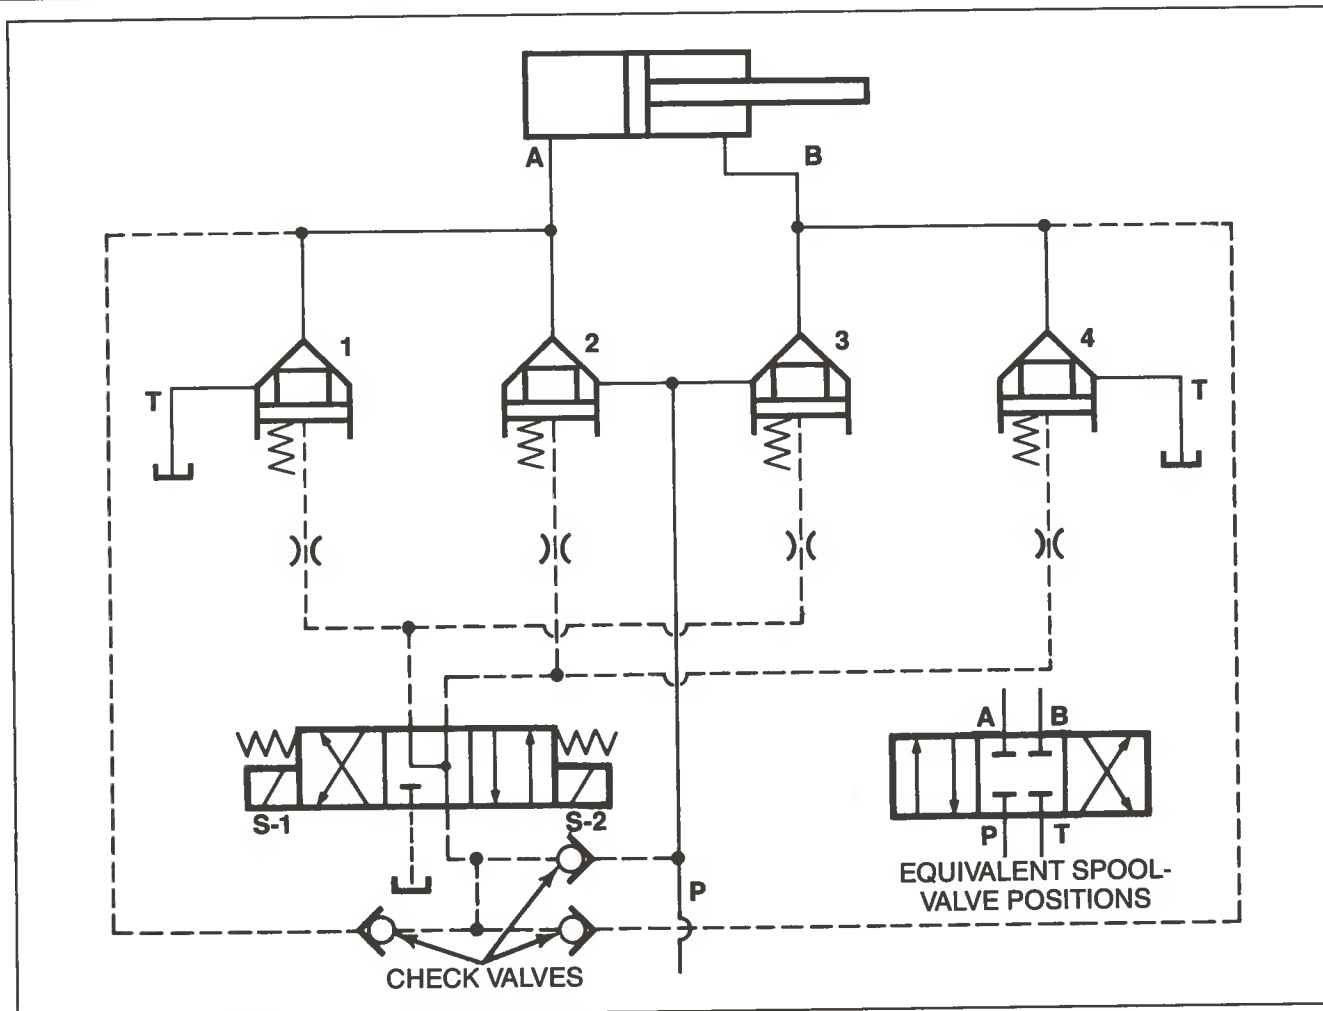 A
B
1
2
3
4
T
T
S-1
S-2
P
CHECK VALVES
A B
P T
EQUIVALENT SPOOL-
VALVE POSITIONS